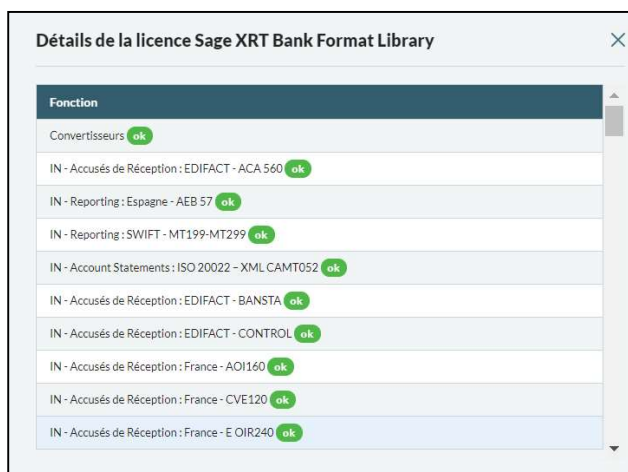 Détails de la licence Sage XRT Bank Format Library
Fonction
Convertisseurs ok
IN - Accusés de Réception : EDIFACT - ACA 560 ok
IN - Reporting : Espagne - AEB 57 ok
IN - Reporting : SWIFT - MT199-MT299 ok
IN - Account Statements : ISO 20022 – XML CAMT052 ok
IN - Accusés de Réception : EDIFACT - BANSTA ok
IN - Accusés de Réception : EDIFACT - CONTROL ok
IN - Accusés de Réception : France - AOI160 ok
IN - Accusés de Réception : France - CVE120 ok
IN - Accusés de Réception : France - E OIR240 ok